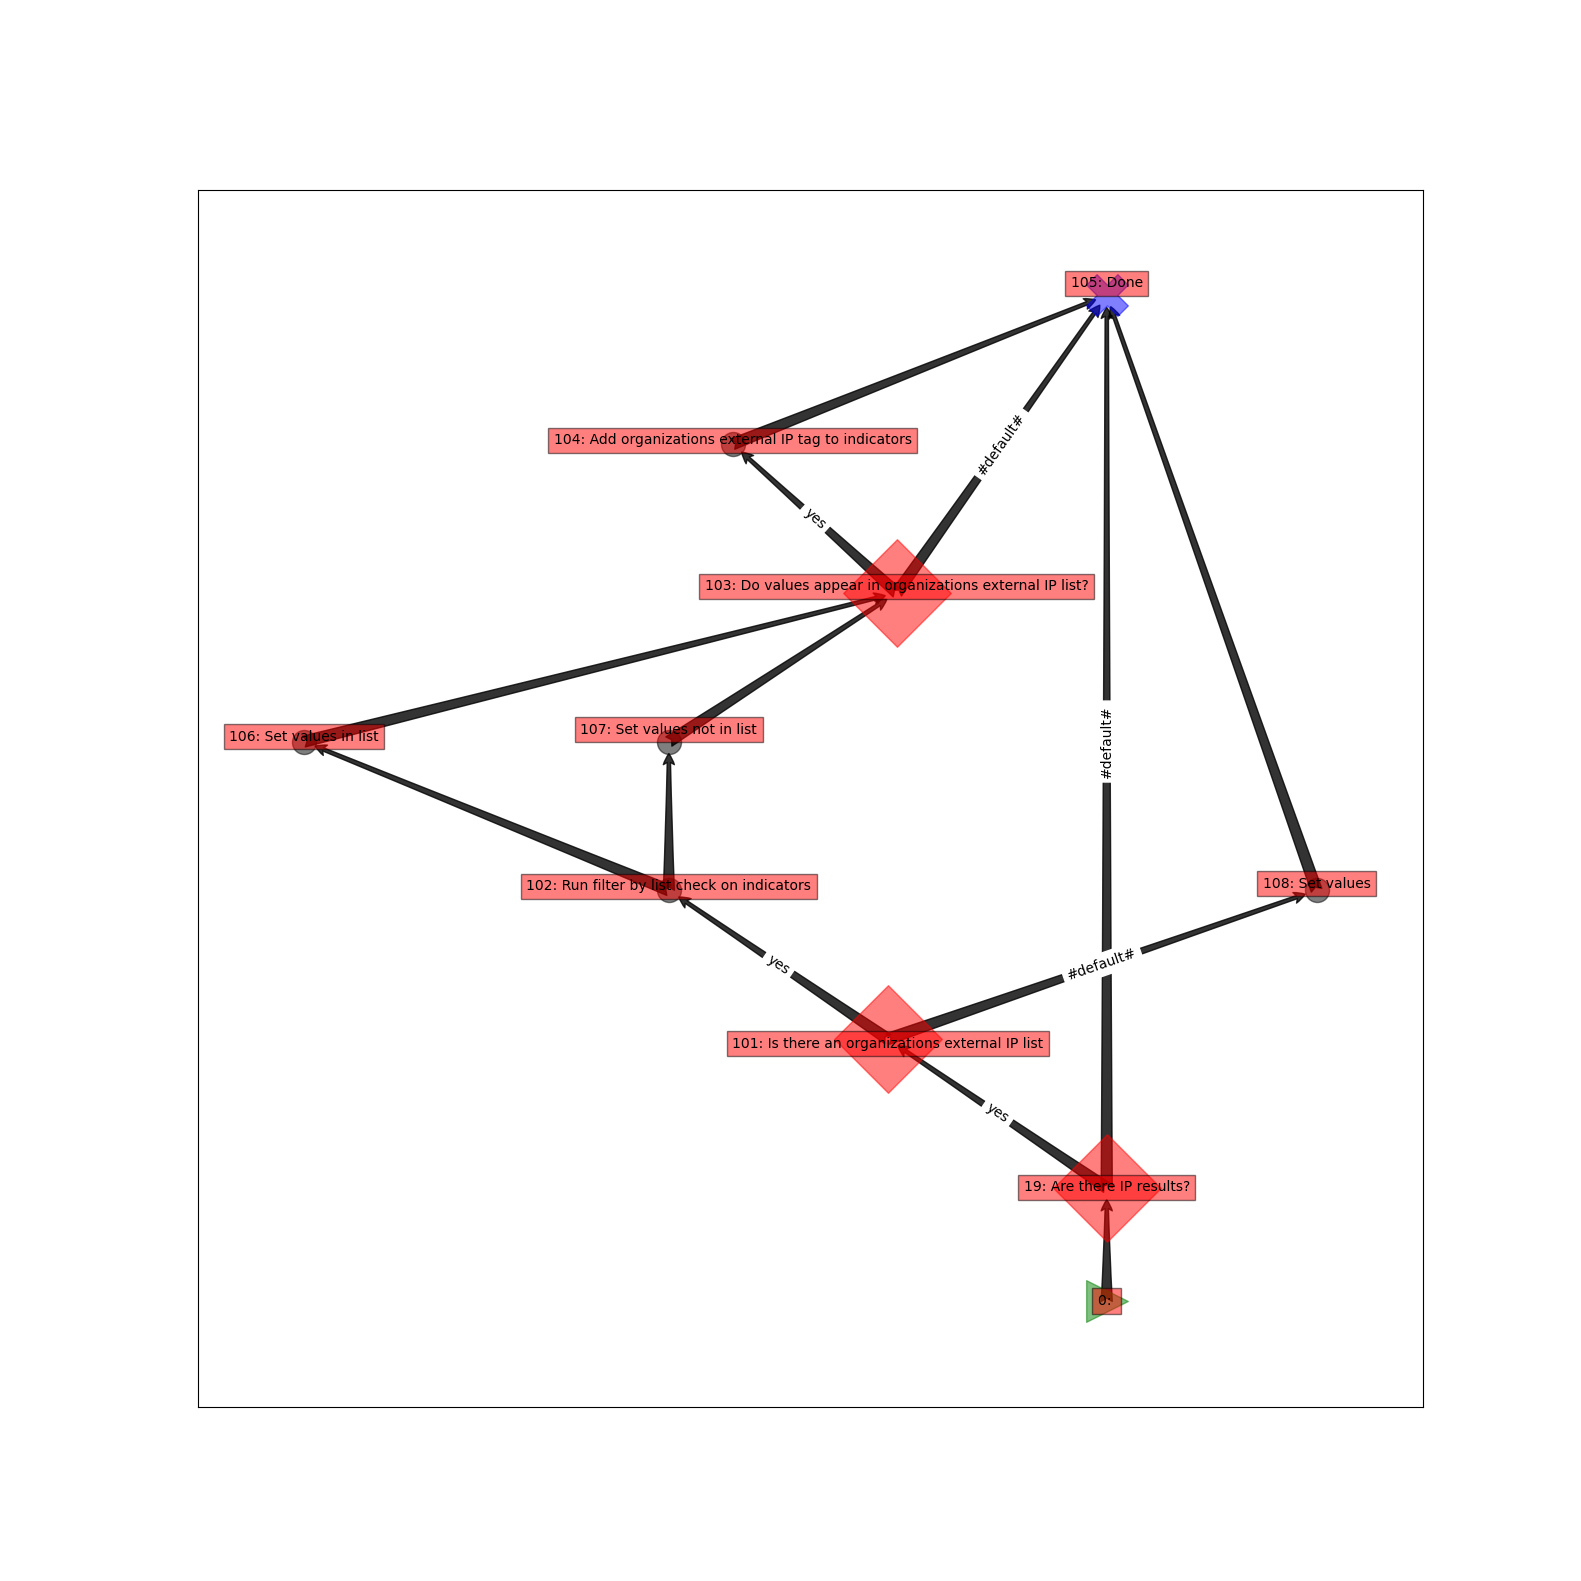 105: Done
104: Add organizations external IP tag to indicators
#default#
yes
103: Do values appear in organizations external IP list?
107: Set values not in list
106: Set values in list
#default#
108: Set values
102: Run filter by list check on indicators
yes
#default#
101: Is there an organizations external IP list
yes
19: Are there IP results?
0: